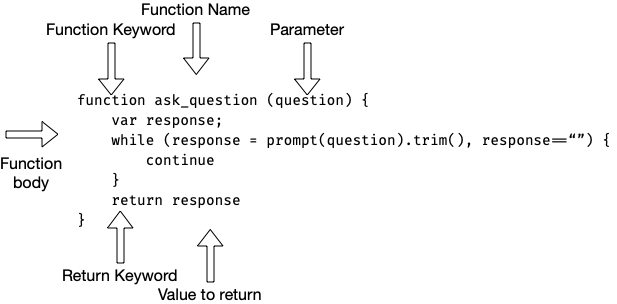 Function Name
Function Keyword
Parameter
function ask_question (question) {
var response;
while (response = prompt(question).trim(), response==“”) {
continue
}
return response
}
Function
body
Return Keyword
Value to return